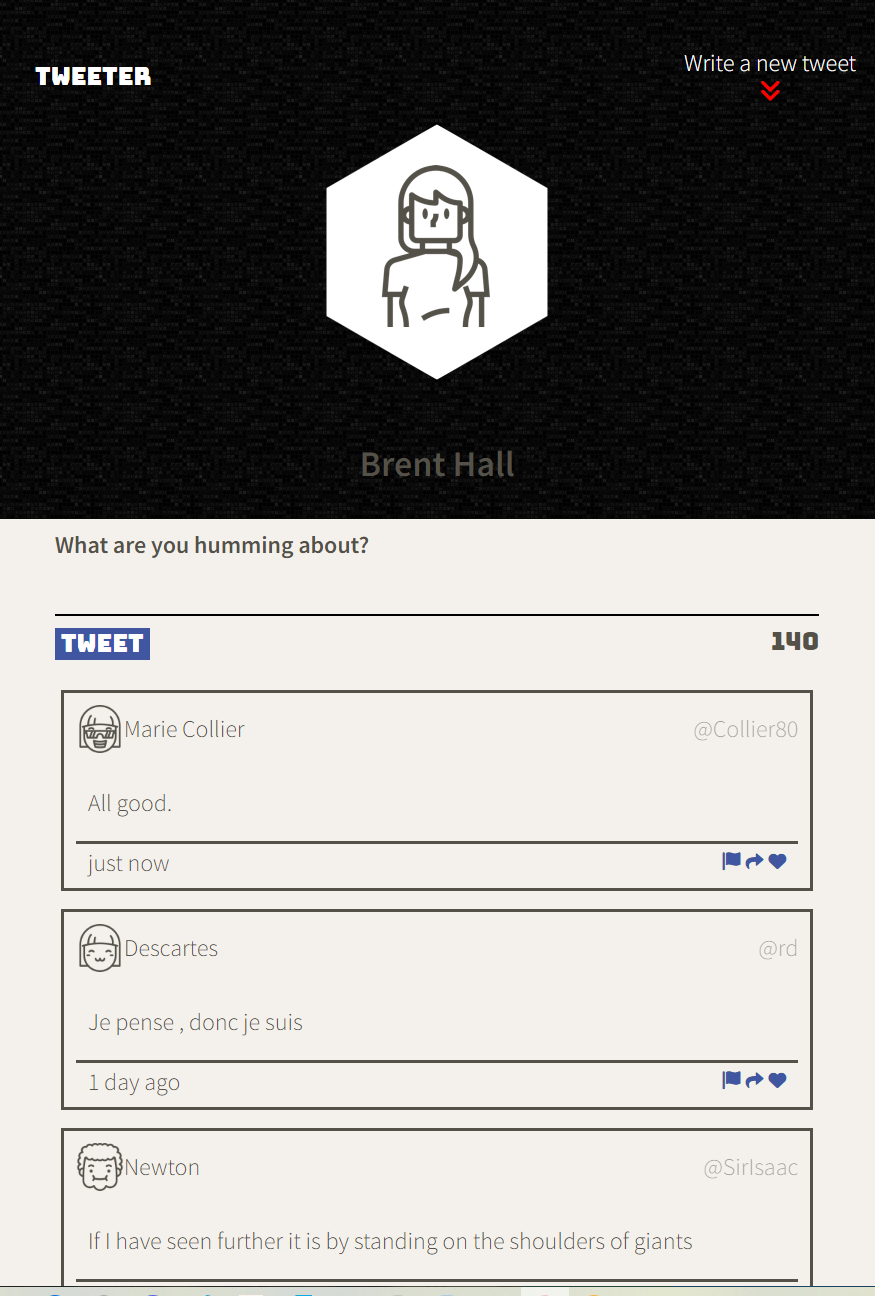 TWEETER
Write a new tweet
Brent Hall
What are you humming about?
TWEET
140
Marie Collier
@Collier80
All good.
just now
Descartes
@rd
Je pense , donc je suis
1 day ago
Newton
@SirIsaac
If I have seen further it is by standing on the shoulders of giants